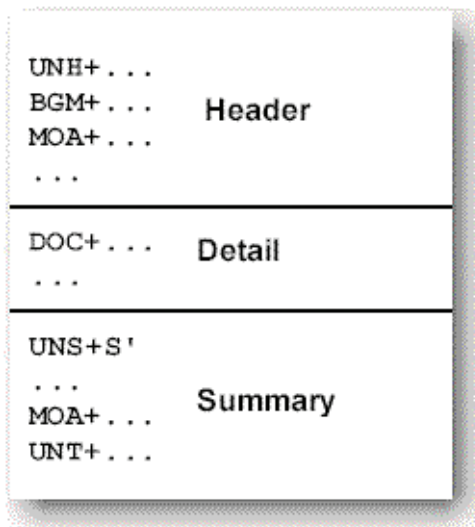 UNH+...
BGM+... Header
MOA+...
...
DOC+... Detail
...
UNS+S'
...
MOA+... Summary
UNT+...